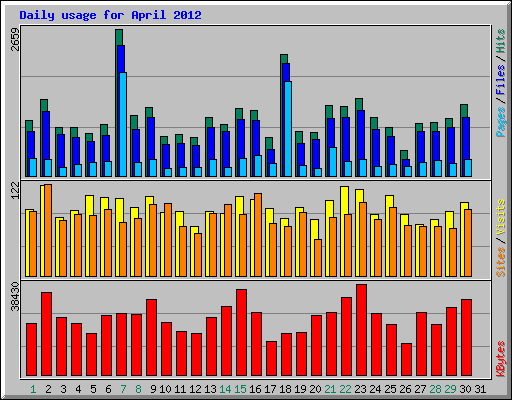 Daily usage for April 2012
2659
Pages / Files / Hits
122
Sites / Visits
38430
KBytes
1 2 3 4 5 6 7 8 9 10 11 12 13 14 15 16 17 18 19 20 21 22 23 24 25 26 27 28 29 30 31